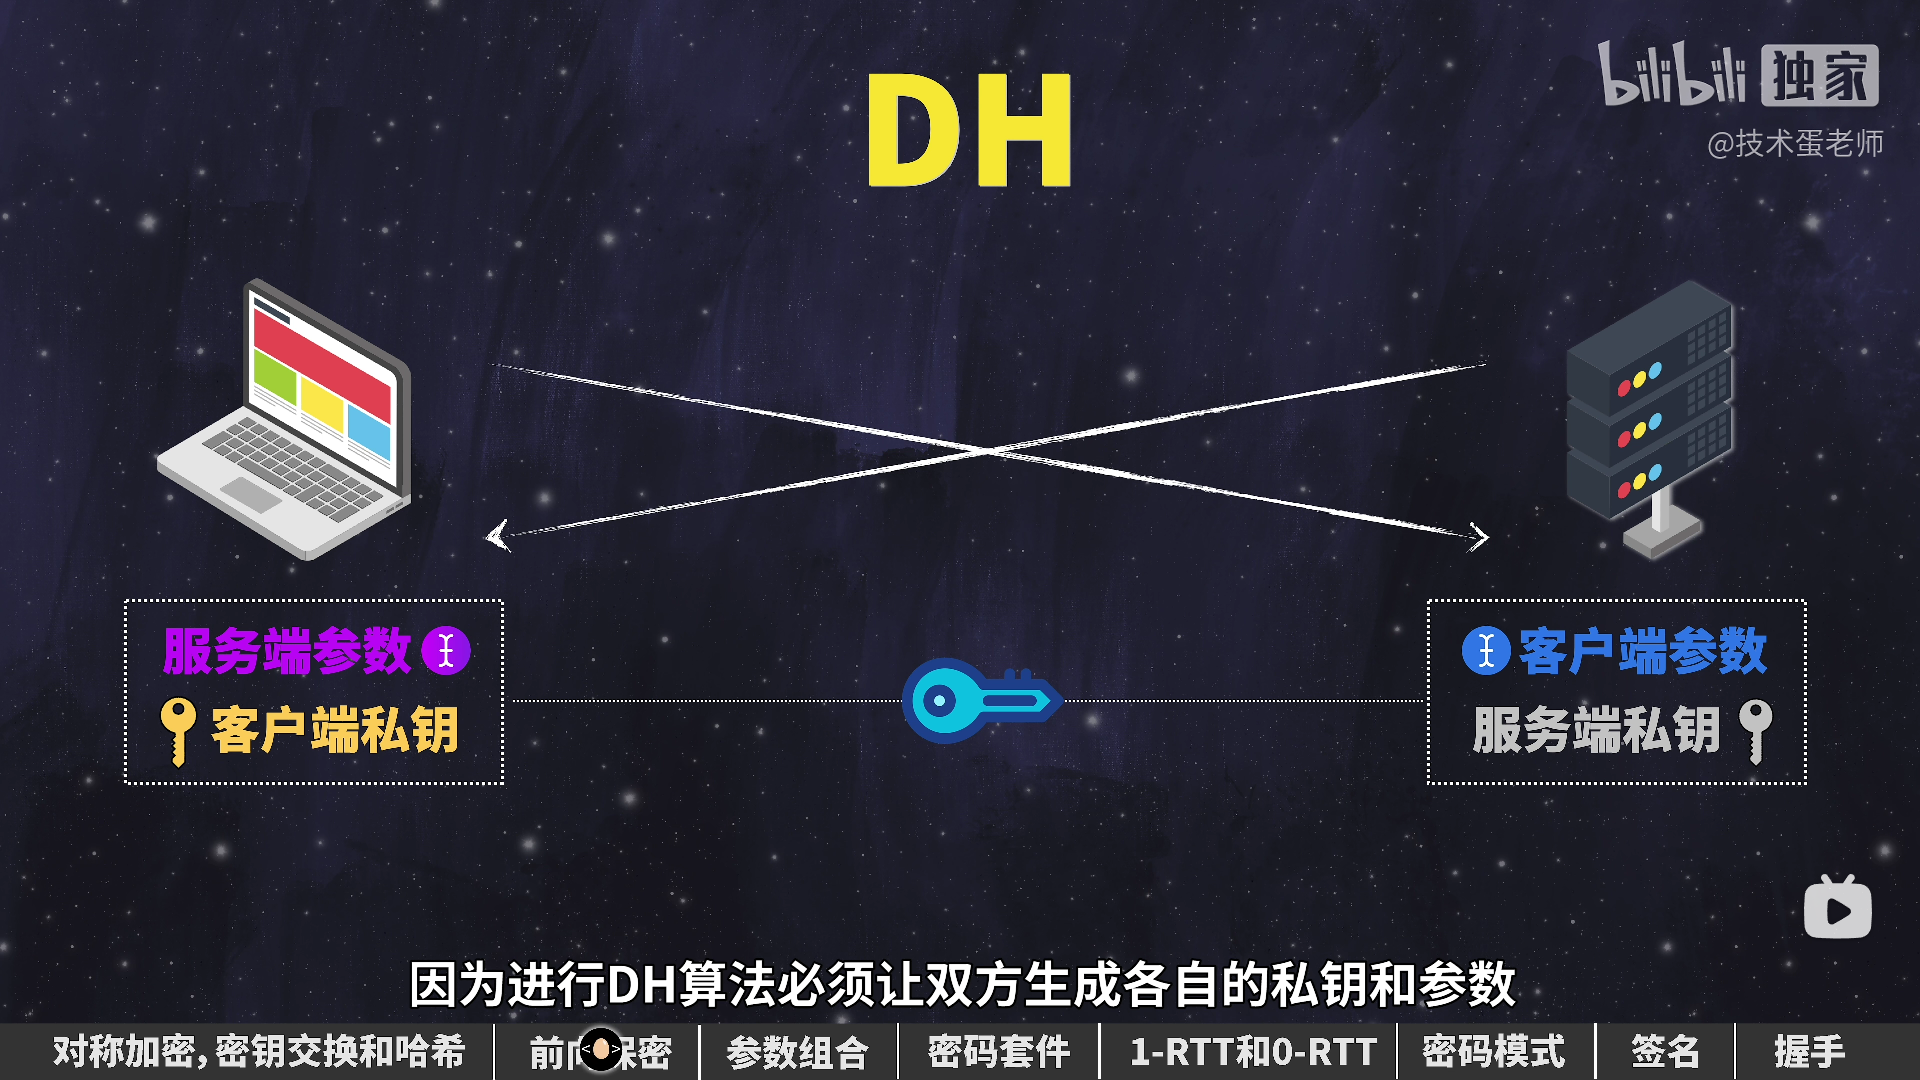 DH
bilibili 独家
@技术蛋老师
服务端参数
客户端私钥
客户端参数
服务端私钥
因为进行DH算法必须让双方生成各自的私钥和参数
对称加密,密钥交换和哈希
前 保密
参数组合
密码套件
1-RTT和0-RTT
密码模式
签名
握手